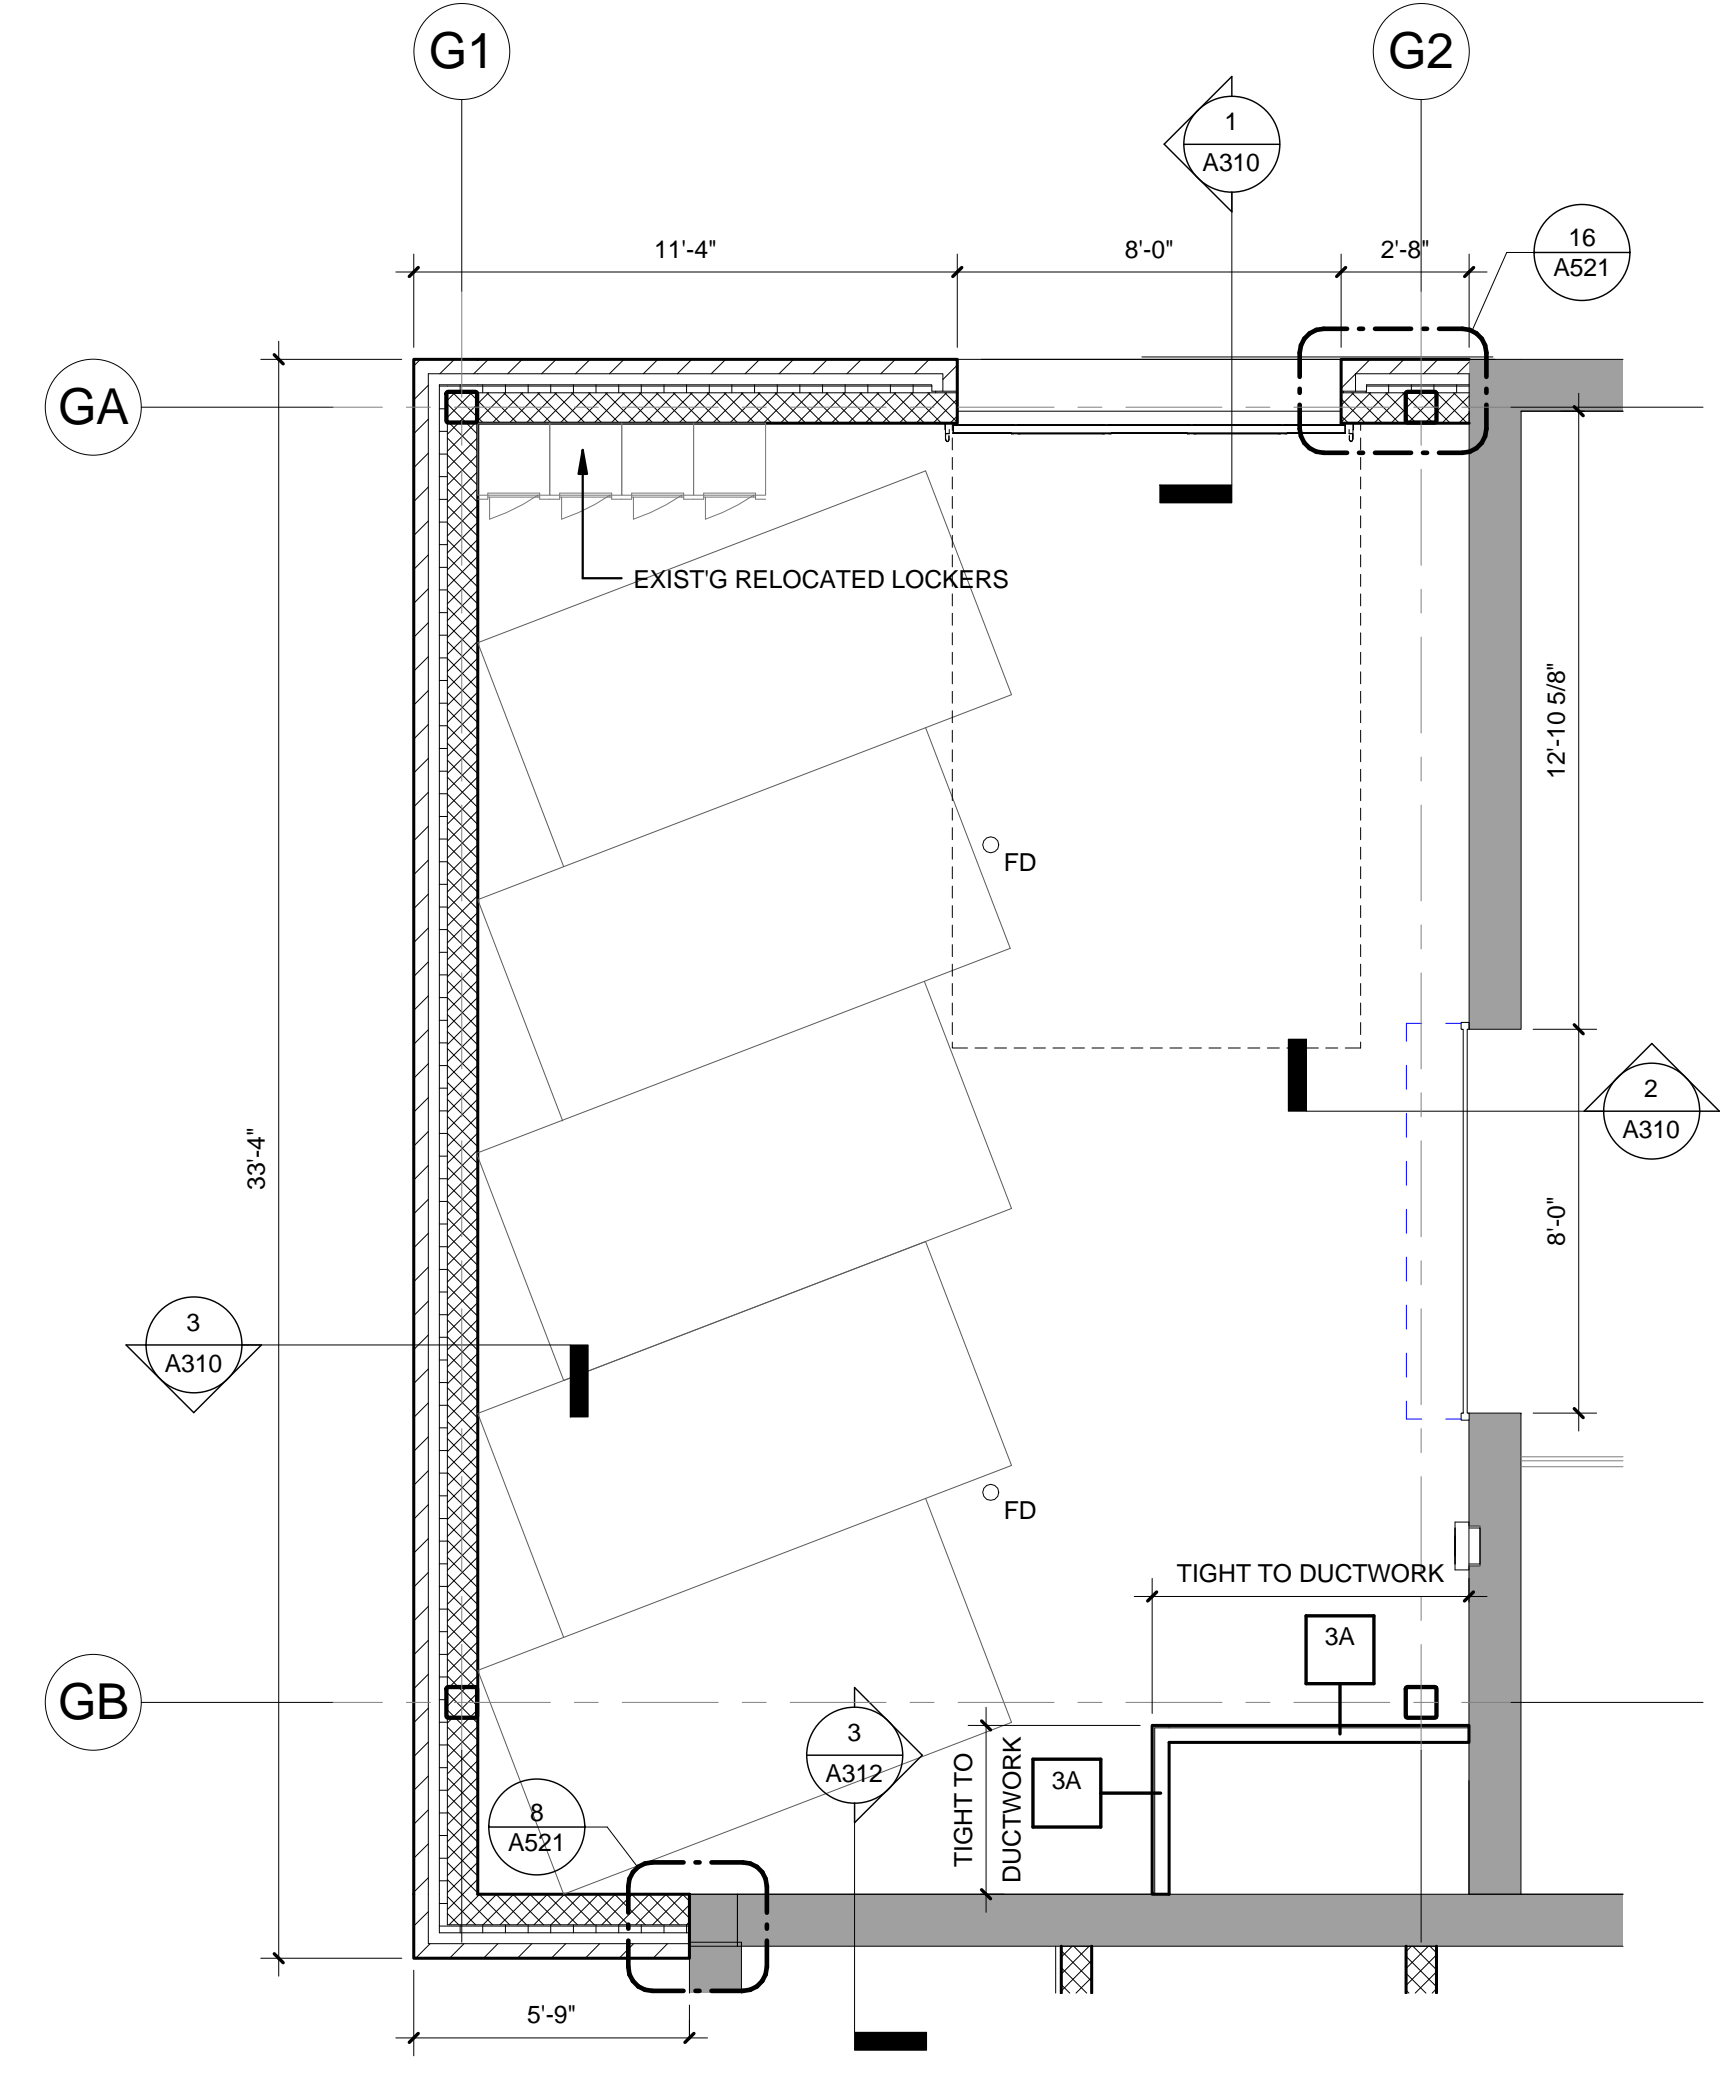 G1
G2
1
A310
16
A521
11'-4"
8'-0"
2'-8"
GA
EXIST'G RELOCATED LOCKERS
12'-10 5/8"
FD
2
A310
33'-4"
8'-0"
3
A310
FD
TIGHT TO DUCTWORK
3A
GB
3
A312
TIGHT TO
DUCTWORK
3A
8
A521
5'-9"